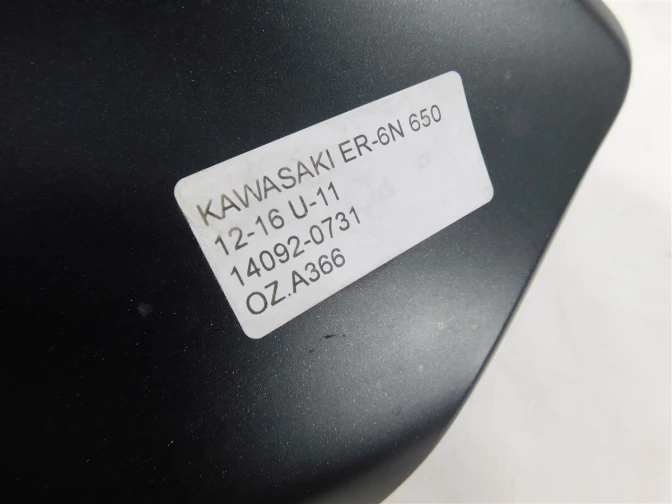 KAWASAKI ER-6N 650
12-16 U-11
14092-0731
OZ.A366